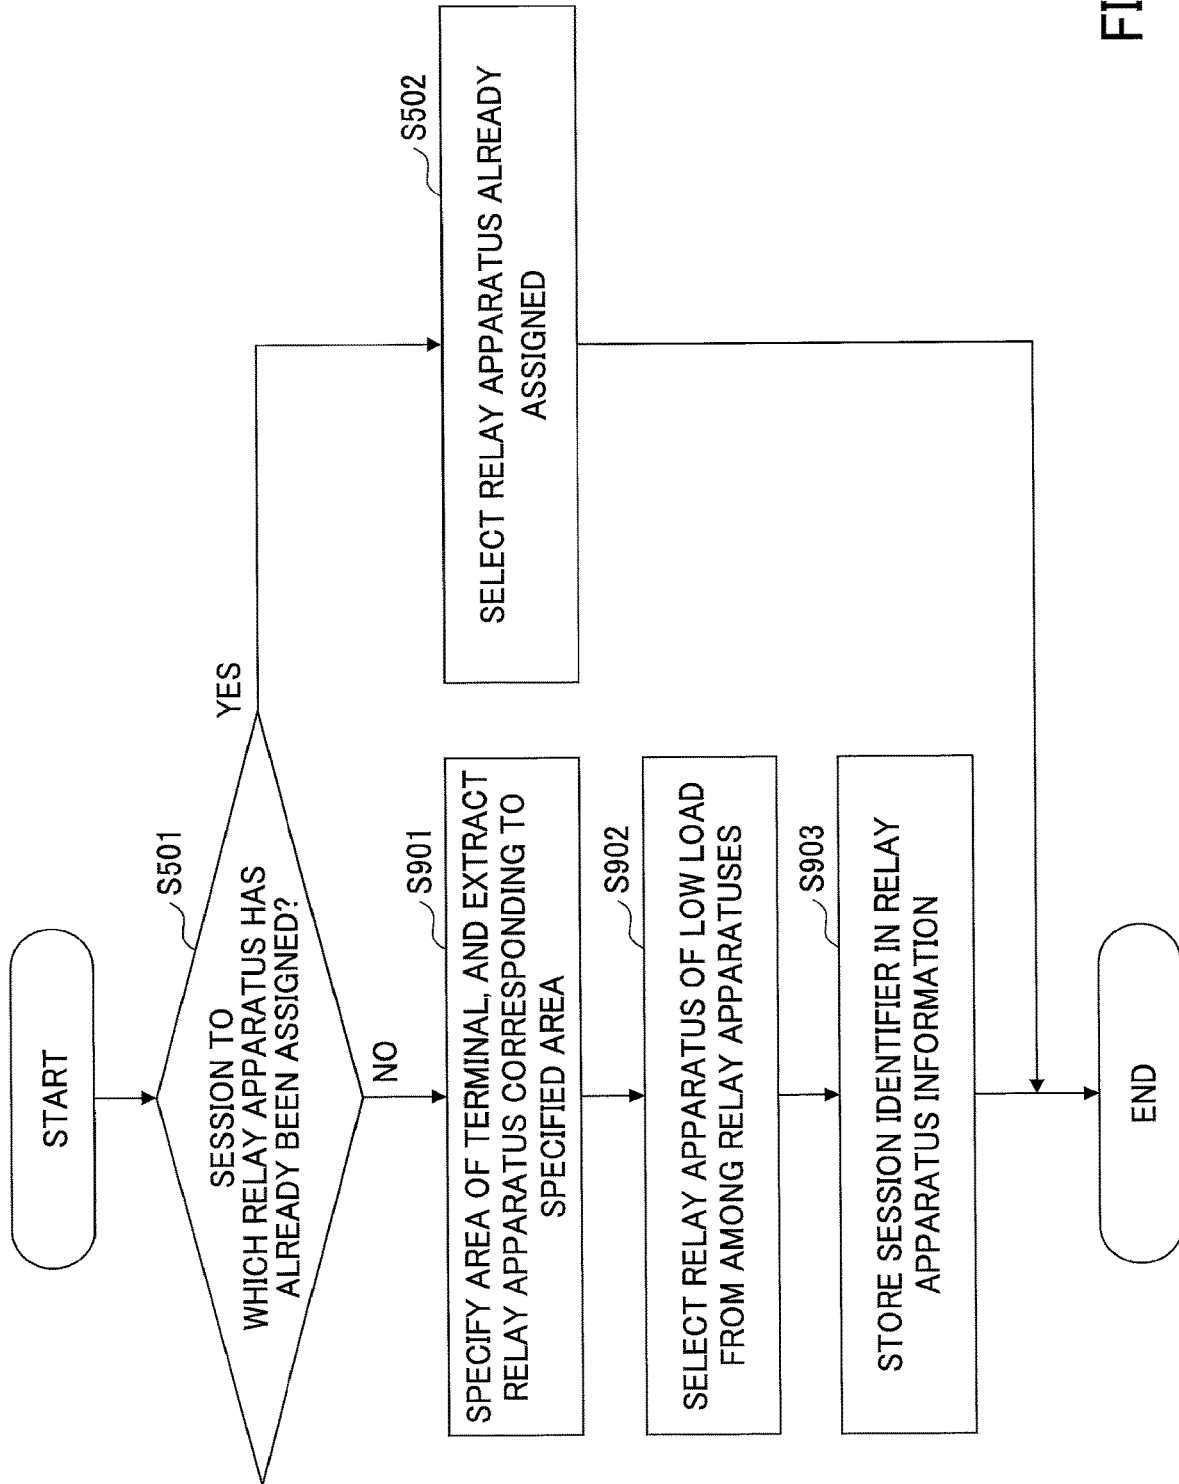 START
SESSION TO
WHICH RELAY APPARATUS HAS
ALREADY BEEN ASSIGNED?
S501
YES
NO
S502
SELECT RELAY APPARATUS ALREADY
ASSIGNED
S901
SPECIFY AREA OF TERMINAL, AND EXTRACT
RELAY APPARATUS CORRESPONDING TO
SPECIFIED AREA
S902
SELECT RELAY APPARATUS OF LOW LOAD
FROM AMONG RELAY APPARATUSES
S903
STORE SESSION IDENTIFIER IN RELAY
APPARATUS INFORMATION
END
FI